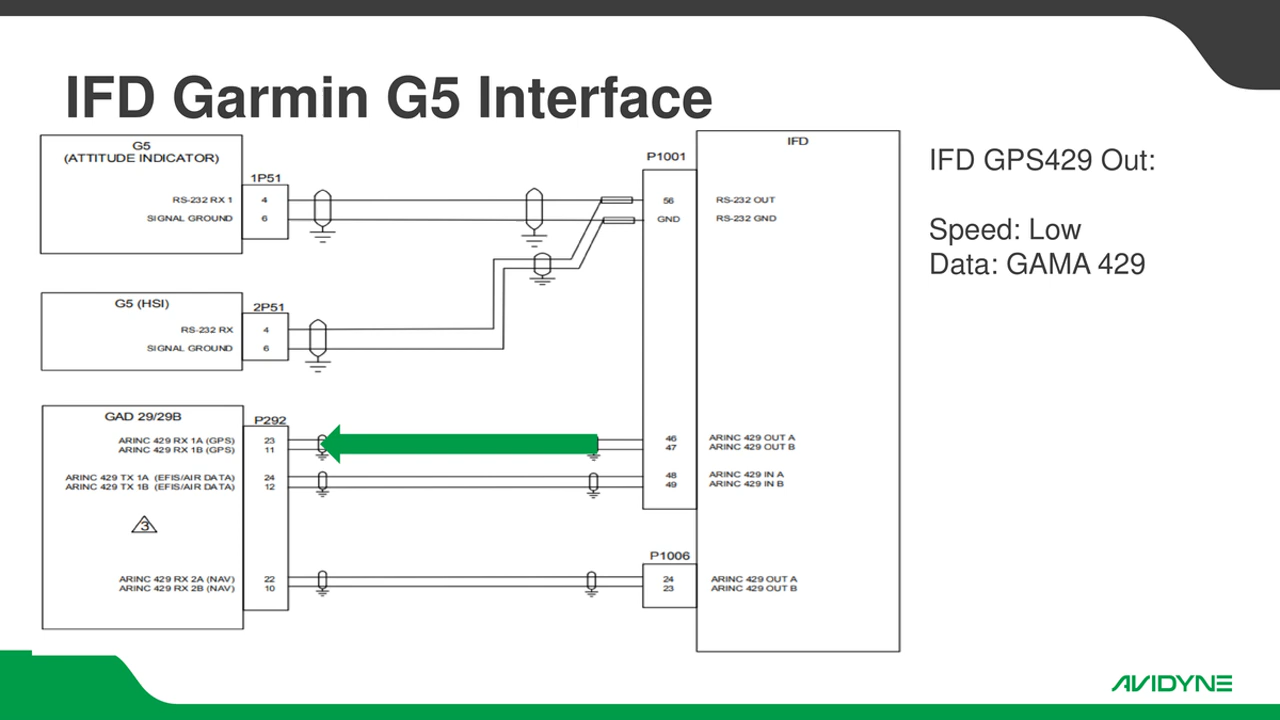 IFD Garmin G5 Interface
G5
(ATTITUDE INDICATOR)
1P51
RS-232 RX 1 4
SIGNAL GROUND 6
G5 (HSI)
2P51
RS-232 RX 4
SIGNAL GROUND 6
GAD 29/29B
P292
ARINC 429 RX 1A (GPS) 23
ARINC 429 RX 1B (GPS) 11
ARINC 429 TX 1A (EFIS/AIR DATA) 24
ARINC 429 TX 1B (EFIS/AIR DATA) 12
3
ARINC 429 RX 2A (NAV) 22
ARINC 429 RX 2B (NAV) 10
IFD
P1001
56 RS-232 OUT
GND RS-232 GND
46 ARINC 429 OUT A
47 ARINC 429 OUT B
48 ARINC 429 IN A
49 ARINC 429 IN B
P1006
24 ARINC 429 OUT A
23 ARINC 429 OUT B
IFD GPS429 Out:
Speed: Low
Data: GAMA 429
AVIDYNE